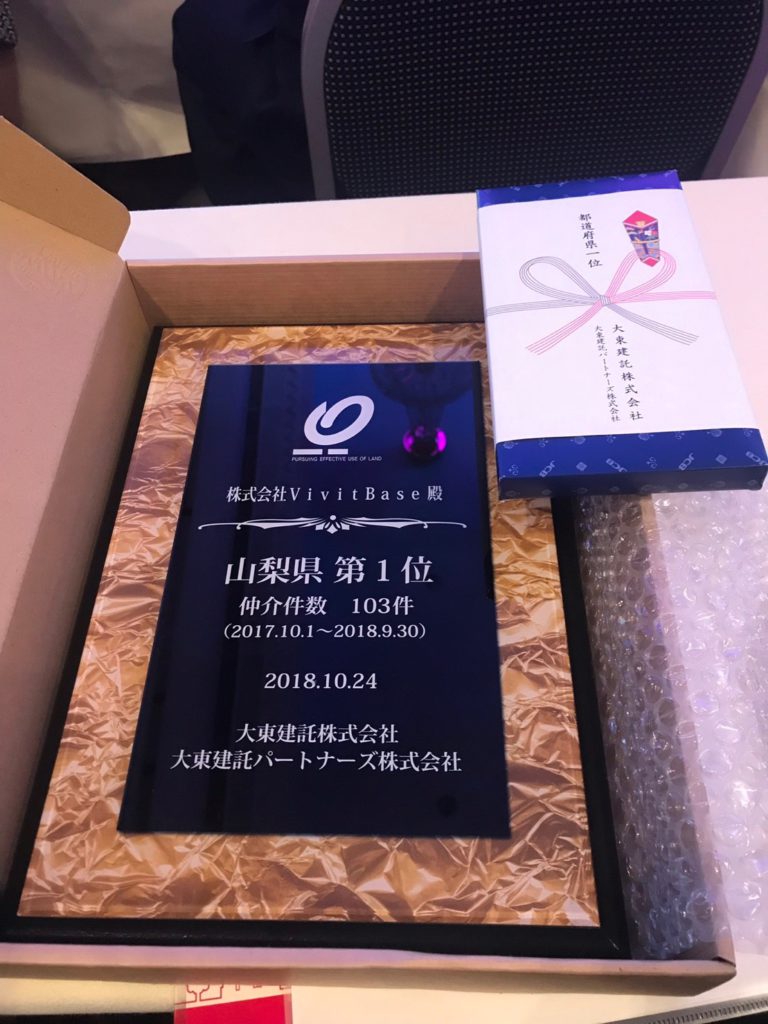 PURSUING EFFECTIVE USE OF LAND
株式会社VivitBase殿
山梨県 第1位
仲介件数 103件
(2017.10.1〜2018.9.30)
2018.10.24
大東建託株式会社
大東建託パートナーズ株式会社
都道府県一位
大東建託株式会社
大東建託パートナーズ株式会社
JCB